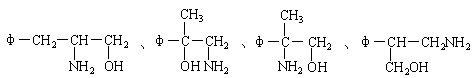 CH₃ CH₃
Φ—CH₂—CH—CH₂、Φ—C—CH₂、Φ—C—CH₂、Φ—CH—CH₂NH₂
NH₂ OH OH NH₂ NH₂ OH CH₂OH